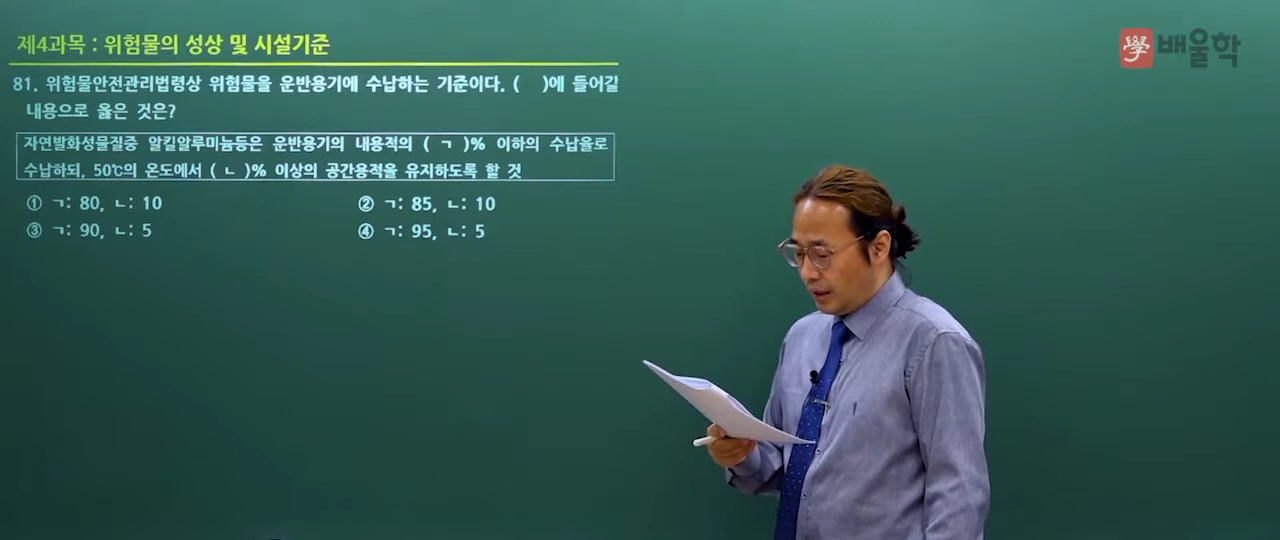 제4과목 : 위험물의 성상 및 시설기준
學 배울학
81. 위험물안전관리법령상 위험물을 운반용기에 수납하는 기준이다. ( )에 들어갈
내용으로 옳은 것은?
자연발화성물질중 알킬알루미늄등은 운반용기의 내용적의 ( ㄱ )% 이하의 수납율로
수납하되, 50℃의 온도에서 ( ㄴ )% 이상의 공간용적을 유지하도록 할 것
① ㄱ: 80, ㄴ: 10 ② ㄱ: 85, ㄴ: 10
③ ㄱ: 90, ㄴ: 5 ④ ㄱ: 95, ㄴ: 5